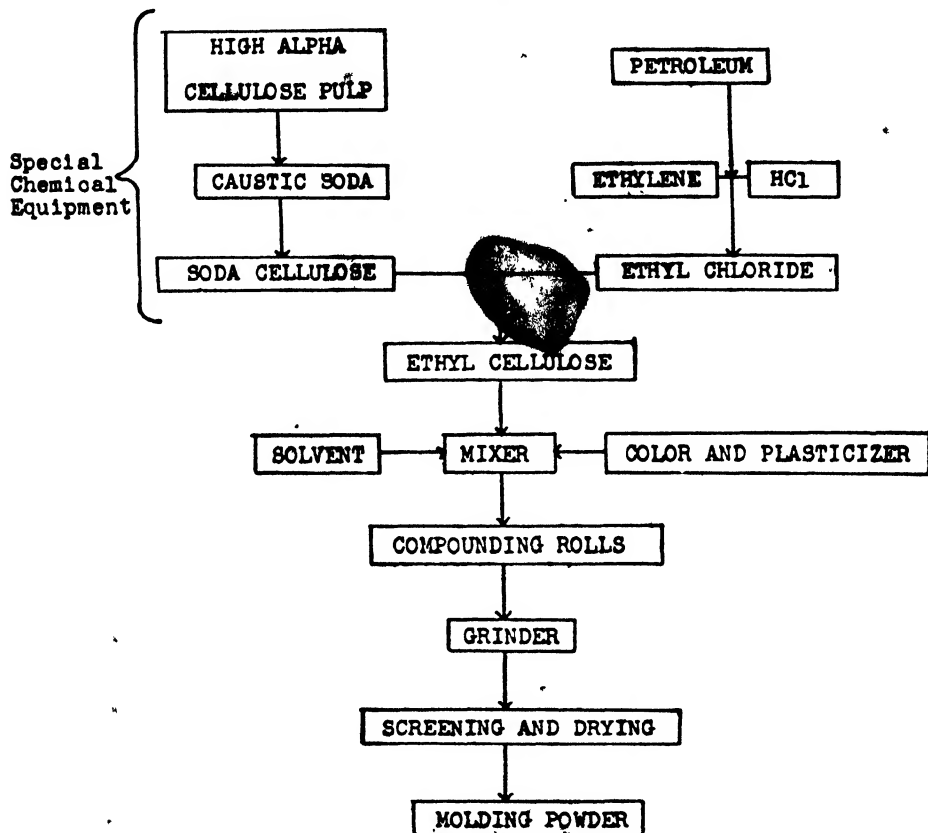 HIGH ALPHA
CELLULOSE PULP
PETROLEUM
Special
Chemical
Equipment
CAUSTIC SODA
ETHYLENE
HCl
SODA CELLULOSE
ETHYL CHLORIDE
ETHYL CELLULOSE
SOLVENT
MIXER
COLOR AND PLASTICIZER
COMPOUNDING ROLLS
GRINDER
SCREENING AND DRYING
MOLDING POWDER